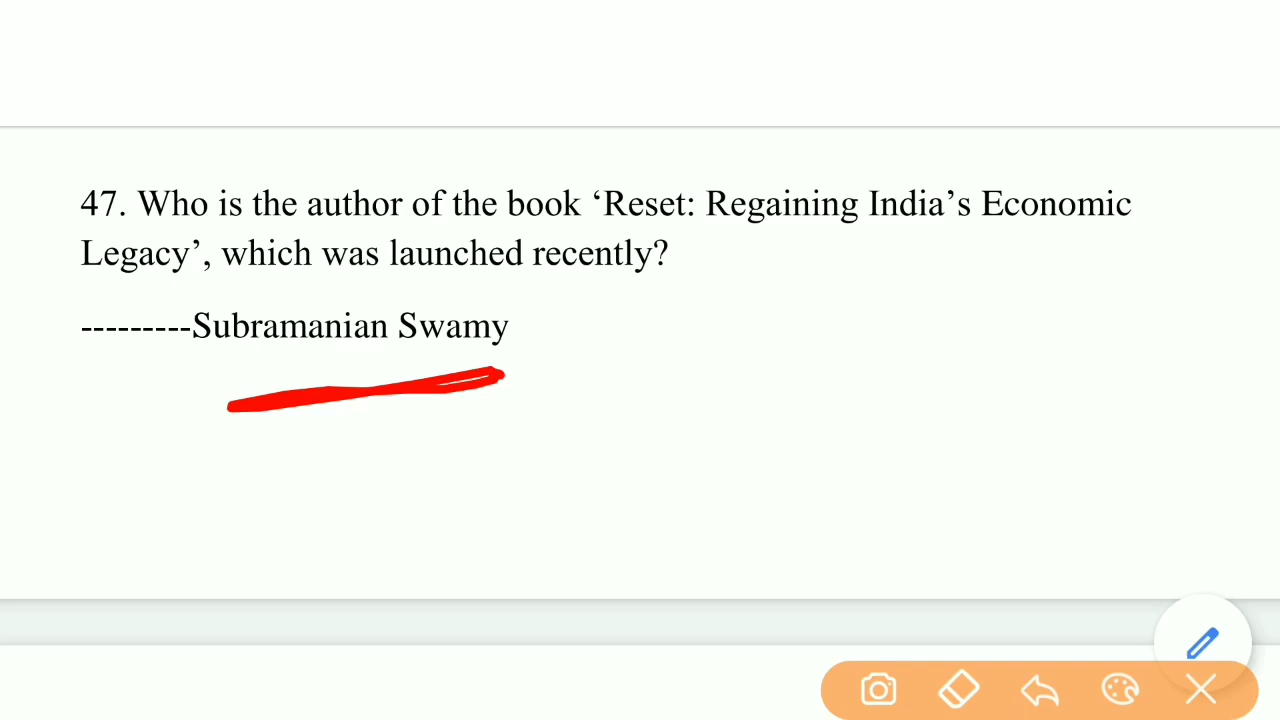 47. Who is the author of the book ‘Reset: Regaining India’s Economic
Legacy’, which was launched recently?
---------Subramanian Swamy